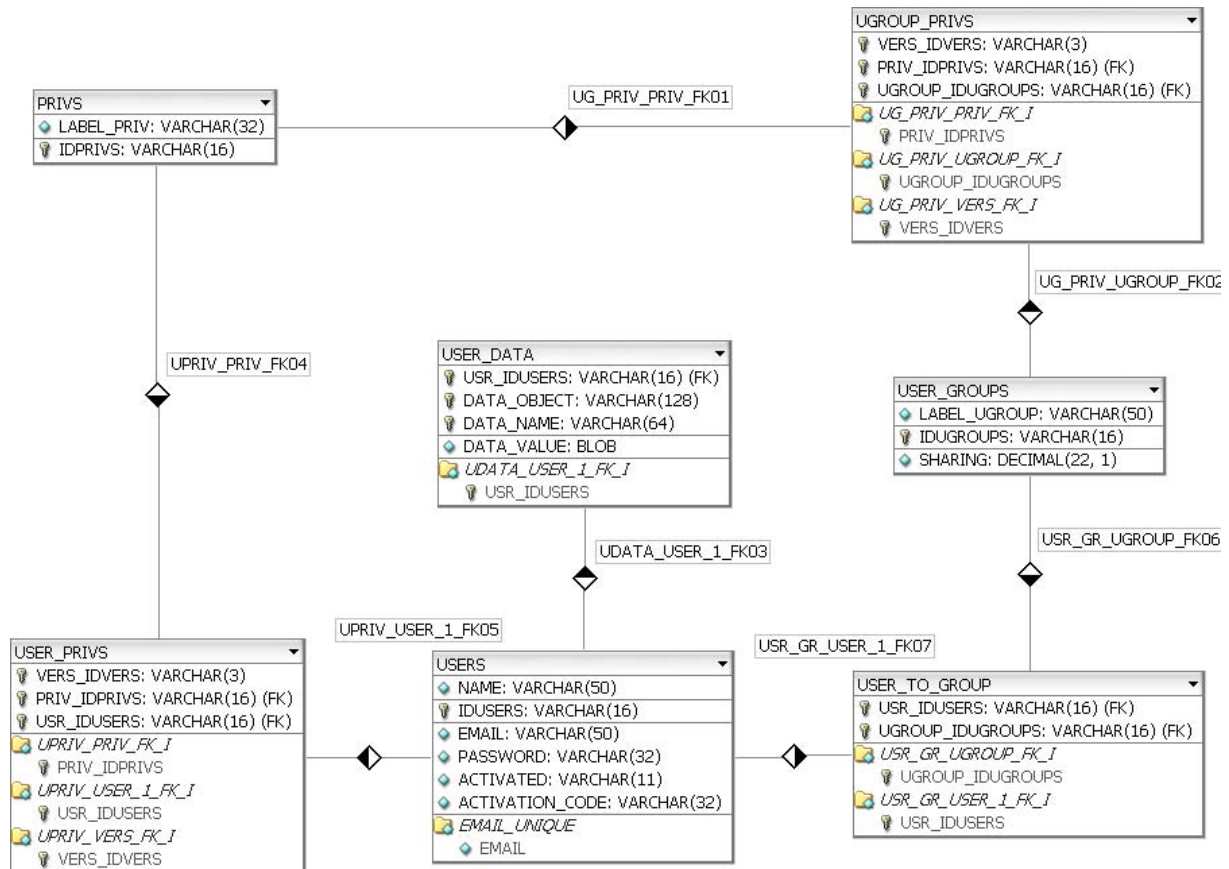 UGROUP_PRIVS
VERS_IDVERS: VARCHAR(3)
PRIV_IDPRIVS: VARCHAR(16) (FK)
UGROUP_IDUGROUPS: VARCHAR(16) (FK)
UG_PRIV_PRIV_FK_I
PRIV_IDPRIVS
UG_PRIV_UGROUP_FK_I
UGROUP_IDUGROUPS
UG_PRIV_VERS_FK_I
VERS_IDVERS
UG_PRIV_PRIV_FK01
PRIVS
LABEL_PRIV: VARCHAR(32)
IDPRIVS: VARCHAR(16)
UG_PRIV_UGROUP_FK02
UPRIV_PRIV_FK04
USER_DATA
USR_IDUSERS: VARCHAR(16) (FK)
DATA_OBJECT: VARCHAR(128)
DATA_NAME: VARCHAR(64)
DATA_VALUE: BLOB
UDATA_USER_1_FK_I
USR_IDUSERS
USER_GROUPS
LABEL_UGROUP: VARCHAR(50)
IDUGROUPS: VARCHAR(16)
SHARING: DECIMAL(22, 1)
UDATA_USER_1_FK03
USR_GR_UGROUP_FK06
UPRIV_USER_1_FK05
USR_GR_USER_1_FK07
USER_PRIVS
VERS_IDVERS: VARCHAR(3)
PRIV_IDPRIVS: VARCHAR(16) (FK)
USR_IDUSERS: VARCHAR(16) (FK)
UPRIV_PRIV_FK_I
PRIV_IDPRIVS
UPRIV_USER_1_FK_I
USR_IDUSERS
UPRIV_VERS_FK_I
VERS_IDVERS
USERS
NAME: VARCHAR(50)
IDUSERS: VARCHAR(16)
EMAIL: VARCHAR(50)
PASSWORD: VARCHAR(32)
ACTIVATED: VARCHAR(11)
ACTIVATION_CODE: VARCHAR(32)
EMAIL_UNIQUE
EMAIL
USER_TO_GROUP
USR_IDUSERS: VARCHAR(16) (FK)
UGROUP_IDUGROUPS: VARCHAR(16) (FK)
USR_GR_UGROUP_FK_I
UGROUP_IDUGROUPS
USR_GR_USER_1_FK_I
USR_IDUSERS